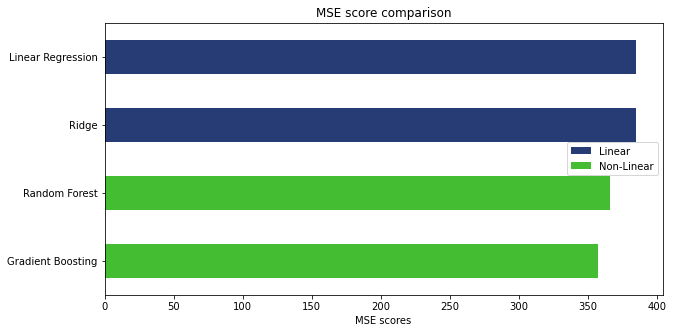 MSE score comparison
Linear Regression
Ridge
Linear
Non-Linear
Random Forest
Gradient Boosting
0 50 100 150 200 250 300 350 400
MSE scores